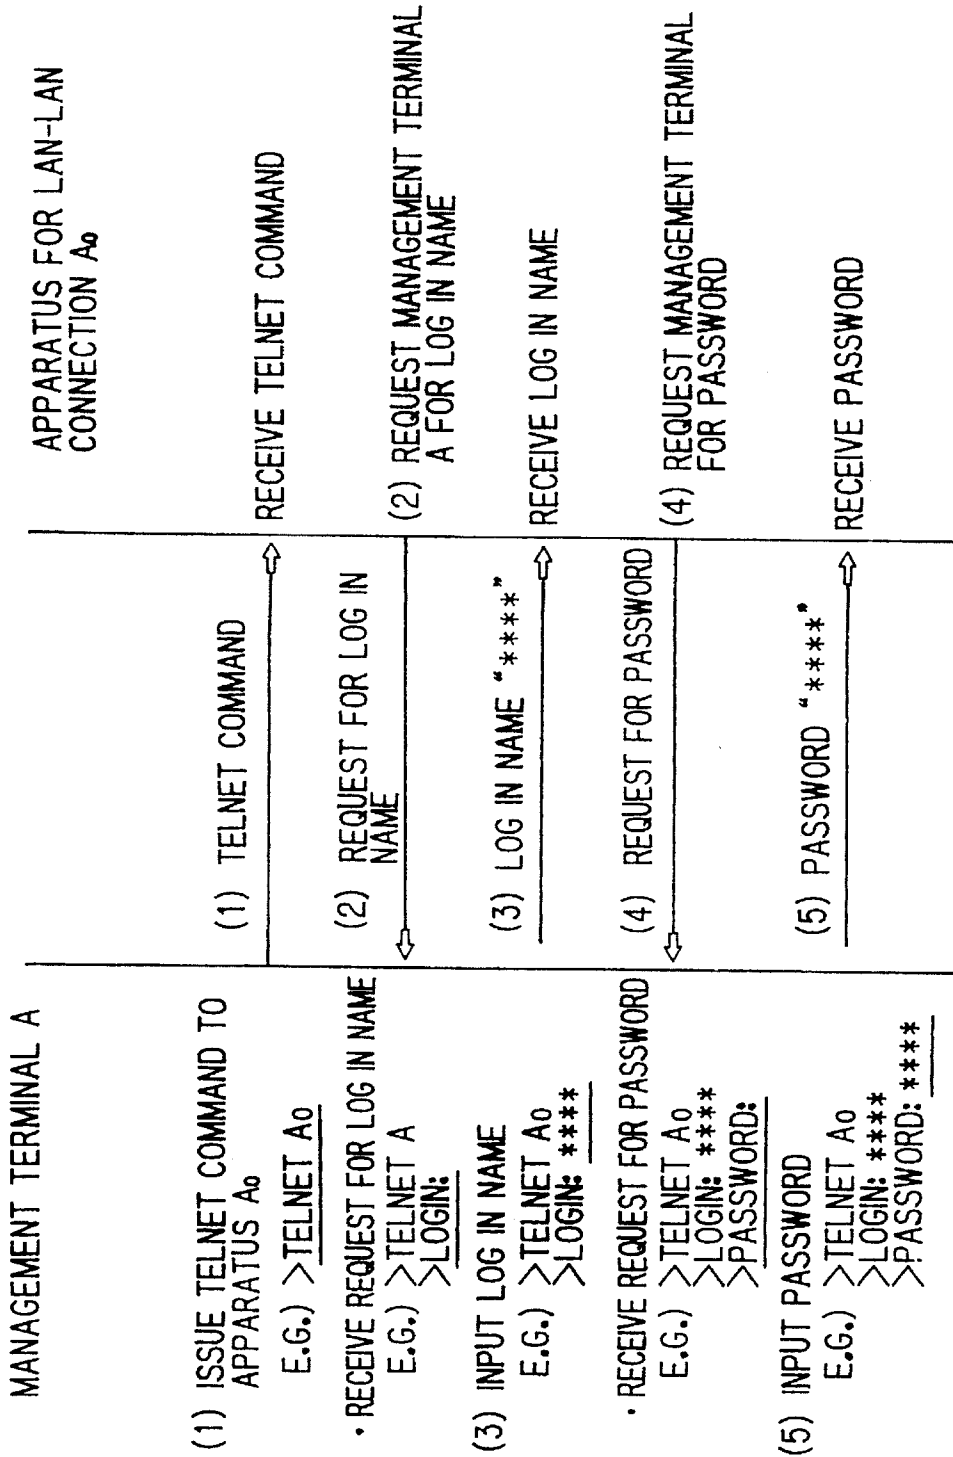 MANAGEMENT TERMINAL A
APPARATUS FOR LAN-LAN
CONNECTION A0
(1) ISSUE TELNET COMMAND TO
APPARATUS A0
E.G.) >TELNET A0
(1) TELNET COMMAND
RECEIVE TELNET COMMAND
• RECEIVE REQUEST FOR LOG IN NAME
E.G.) >TELNET A
>LOGIN:
(2) REQUEST FOR LOG IN
NAME
(2) REQUEST MANAGEMENT TERMINAL
A FOR LOG IN NAME
(3) INPUT LOG IN NAME
E.G.) >TELNET A0
>LOGIN: ****
(3) LOG IN NAME "****"
RECEIVE LOG IN NAME
• RECEIVE REQUEST FOR PASSWORD
E.G.) >TELNET A0
>LOGIN: ****
>PASSWORD:
(4) REQUEST FOR PASSWORD
(4) REQUEST MANAGEMENT TERMINAL
FOR PASSWORD
(5) INPUT PASSWORD
E.G.) >TELNET A0
>LOGIN: ****
>PASSWORD: ****
(5) PASSWORD "****"
RECEIVE PASSWORD